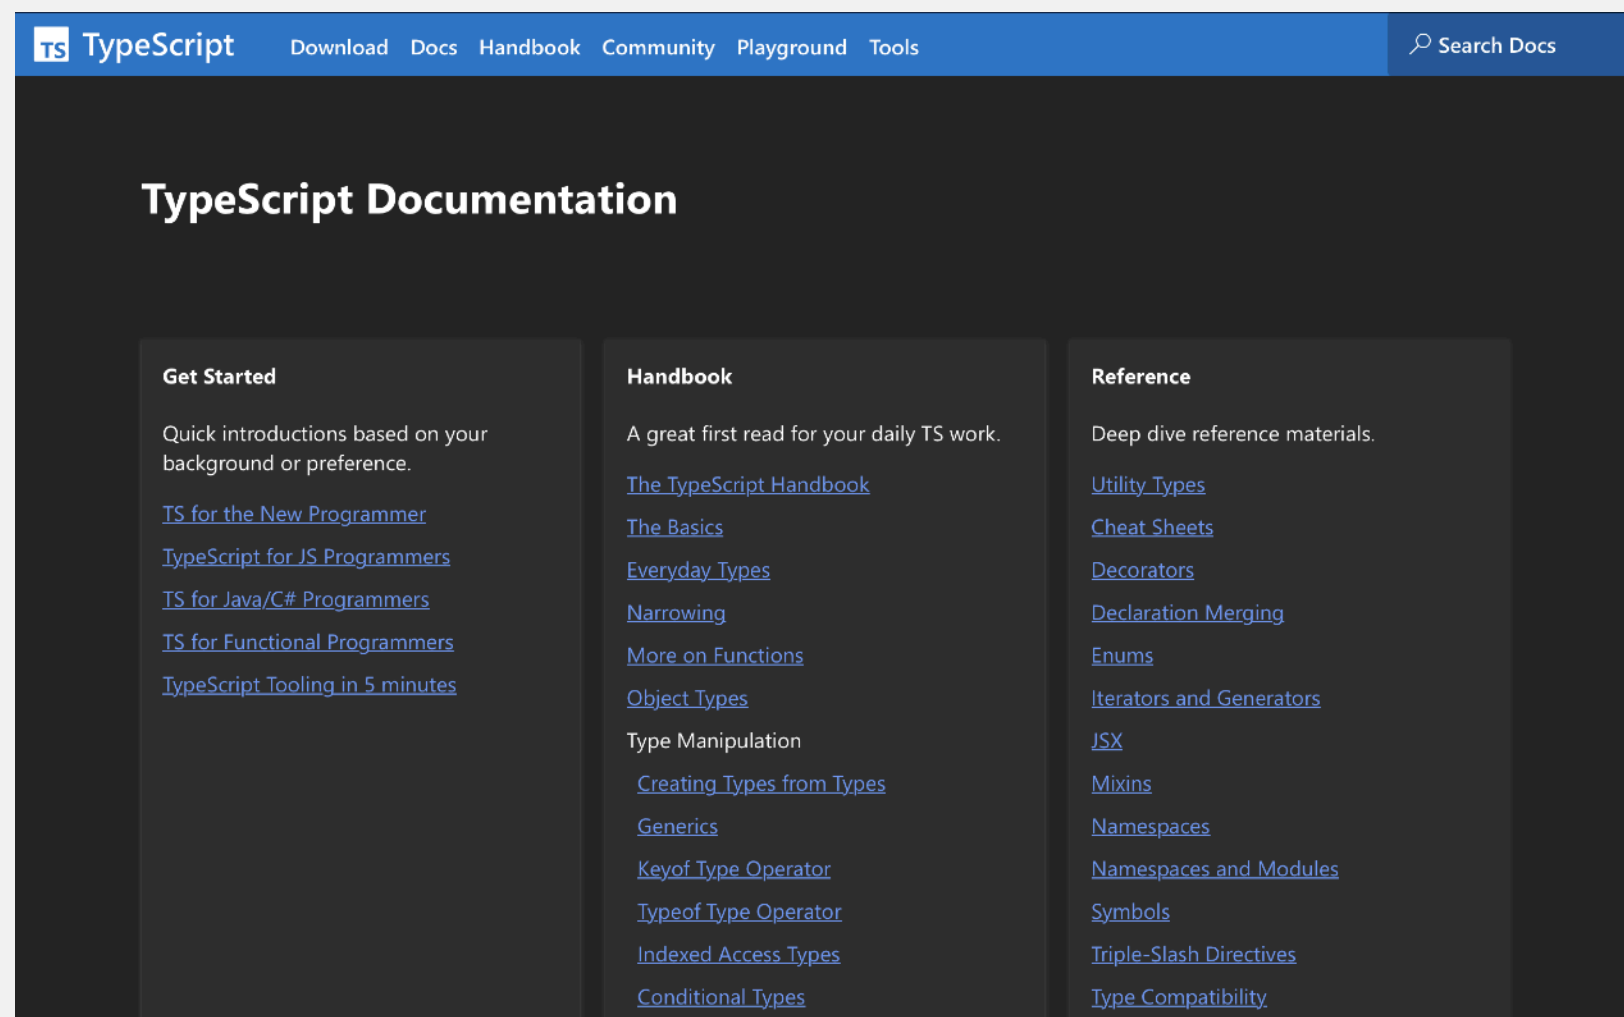 TS TypeScript
Download
Docs
Handbook
Community
Playground
Tools
Search Docs
TypeScript Documentation
Get Started
Quick introductions based on your
background or preference.
TS for the New Programmer
TypeScript for JS Programmers
TS for Java/C# Programmers
TS for Functional Programmers
TypeScript Tooling in 5 minutes
Handbook
A great first read for your daily TS work.
The TypeScript Handbook
The Basics
Everyday Types
Narrowing
More on Functions
Object Types
Type Manipulation
Creating Types from Types
Generics
Keyof Type Operator
Typeof Type Operator
Indexed Access Types
Conditional Types
Reference
Deep dive reference materials.
Utility Types
Cheat Sheets
Decorators
Declaration Merging
Enums
Iterators and Generators
JSX
Mixins
Namespaces
Namespaces and Modules
Symbols
Triple-Slash Directives
Type Compatibility